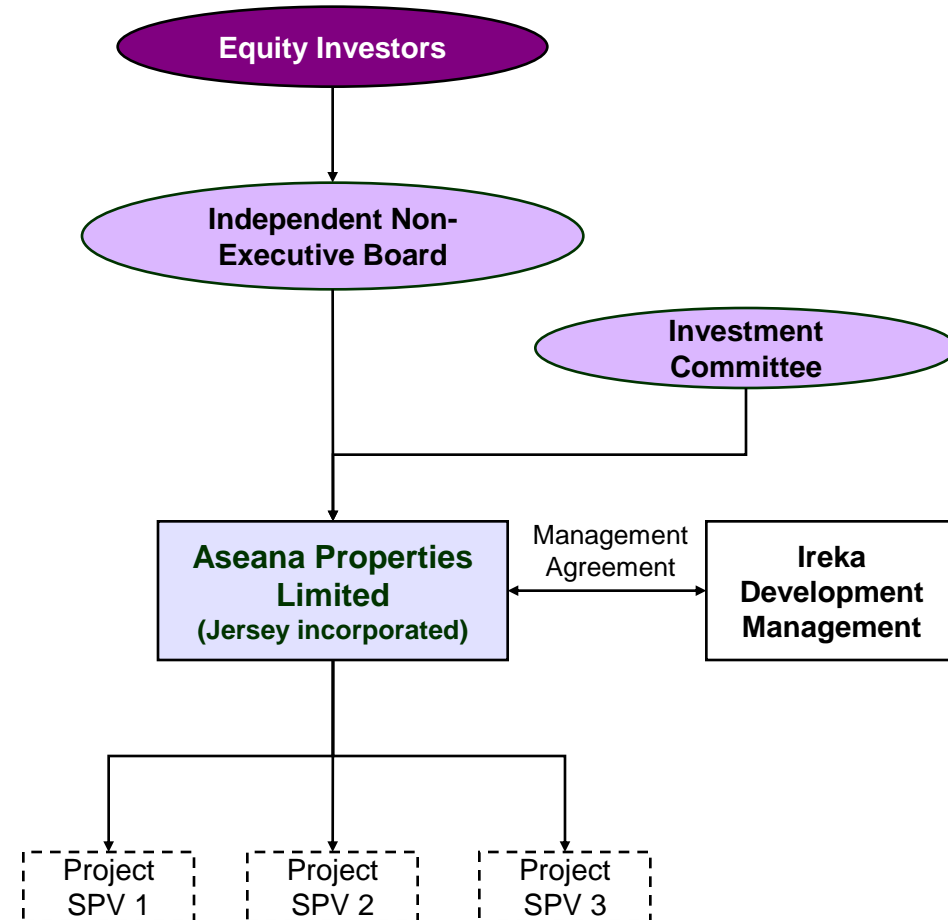 Equity Investors
Independent Non-
Executive Board
Investment
Committee
Aseana Properties
Limited
(Jersey incorporated)
Management
Agreement
Ireka
Development
Management
Project
SPV 1
Project
SPV 2
Project
SPV 3